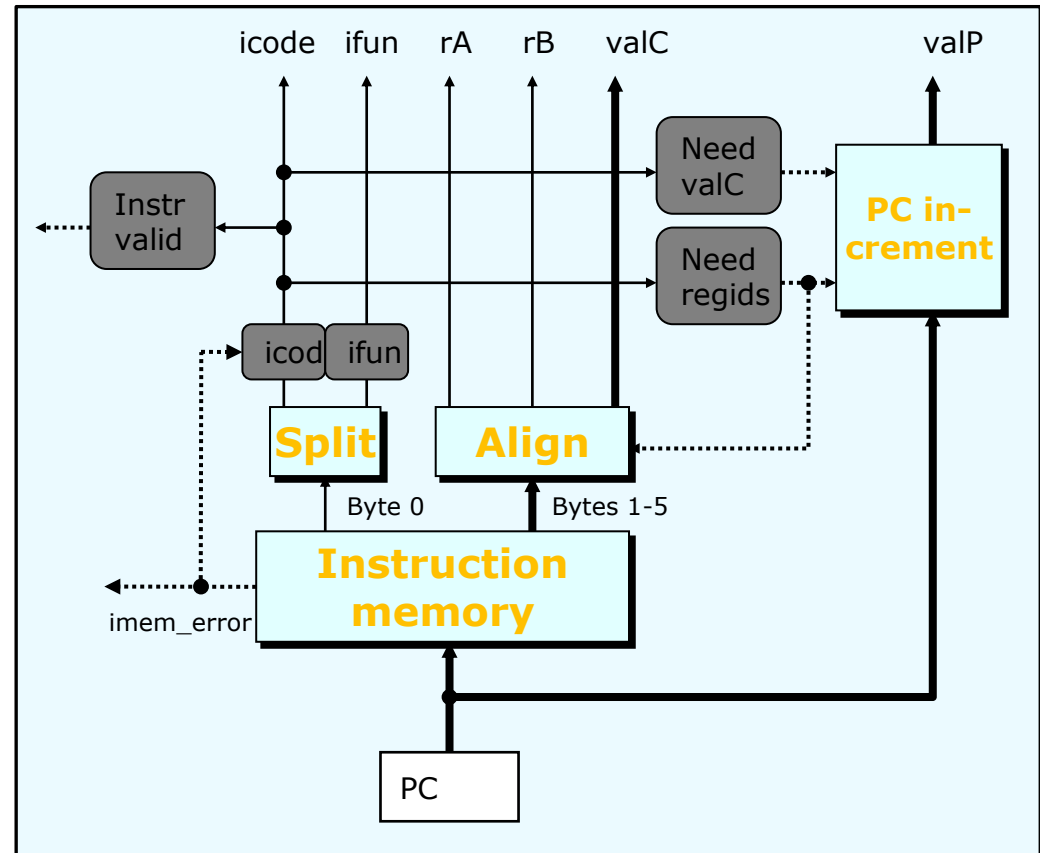 icode ifun rA rB valC valP
Need
valC
Instr
valid
PC in-
crement
Need
regids
icod ifun
Split
Align
Byte 0
Bytes 1-5
Instruction
memory
imem_error
PC